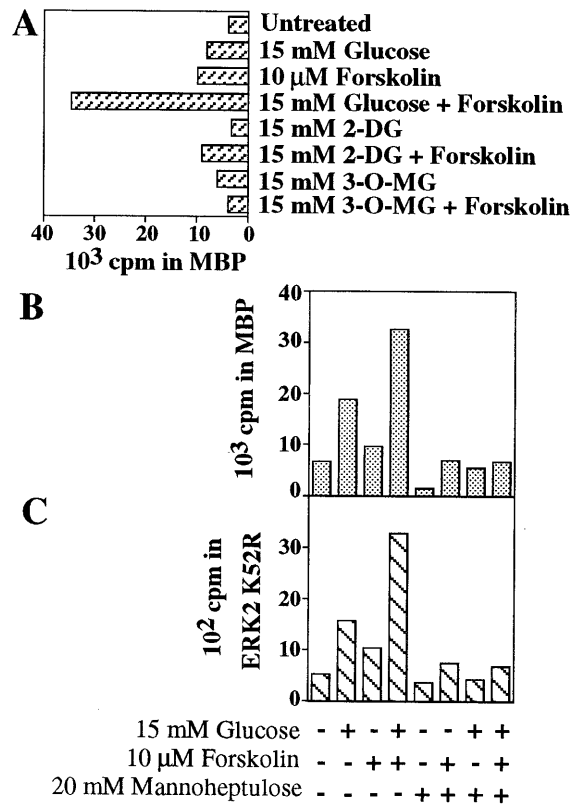 A
Untreated
15 mM Glucose
10 μM Forskolin
15 mM Glucose + Forskolin
15 mM 2-DG
15 mM 2-DG + Forskolin
15 mM 3-O-MG
15 mM 3-O-MG + Forskolin
40 30 20 10 0
10³ cpm in MBP
B
10³ cpm in MBP
40
30
20
10
0
C
10² cpm in
ERK2 K52R
30
20
10
0
15 mM Glucose - + - + - - + +
10 μM Forskolin - - + + - + - +
20 mM Mannoheptulose - - - - + + + +